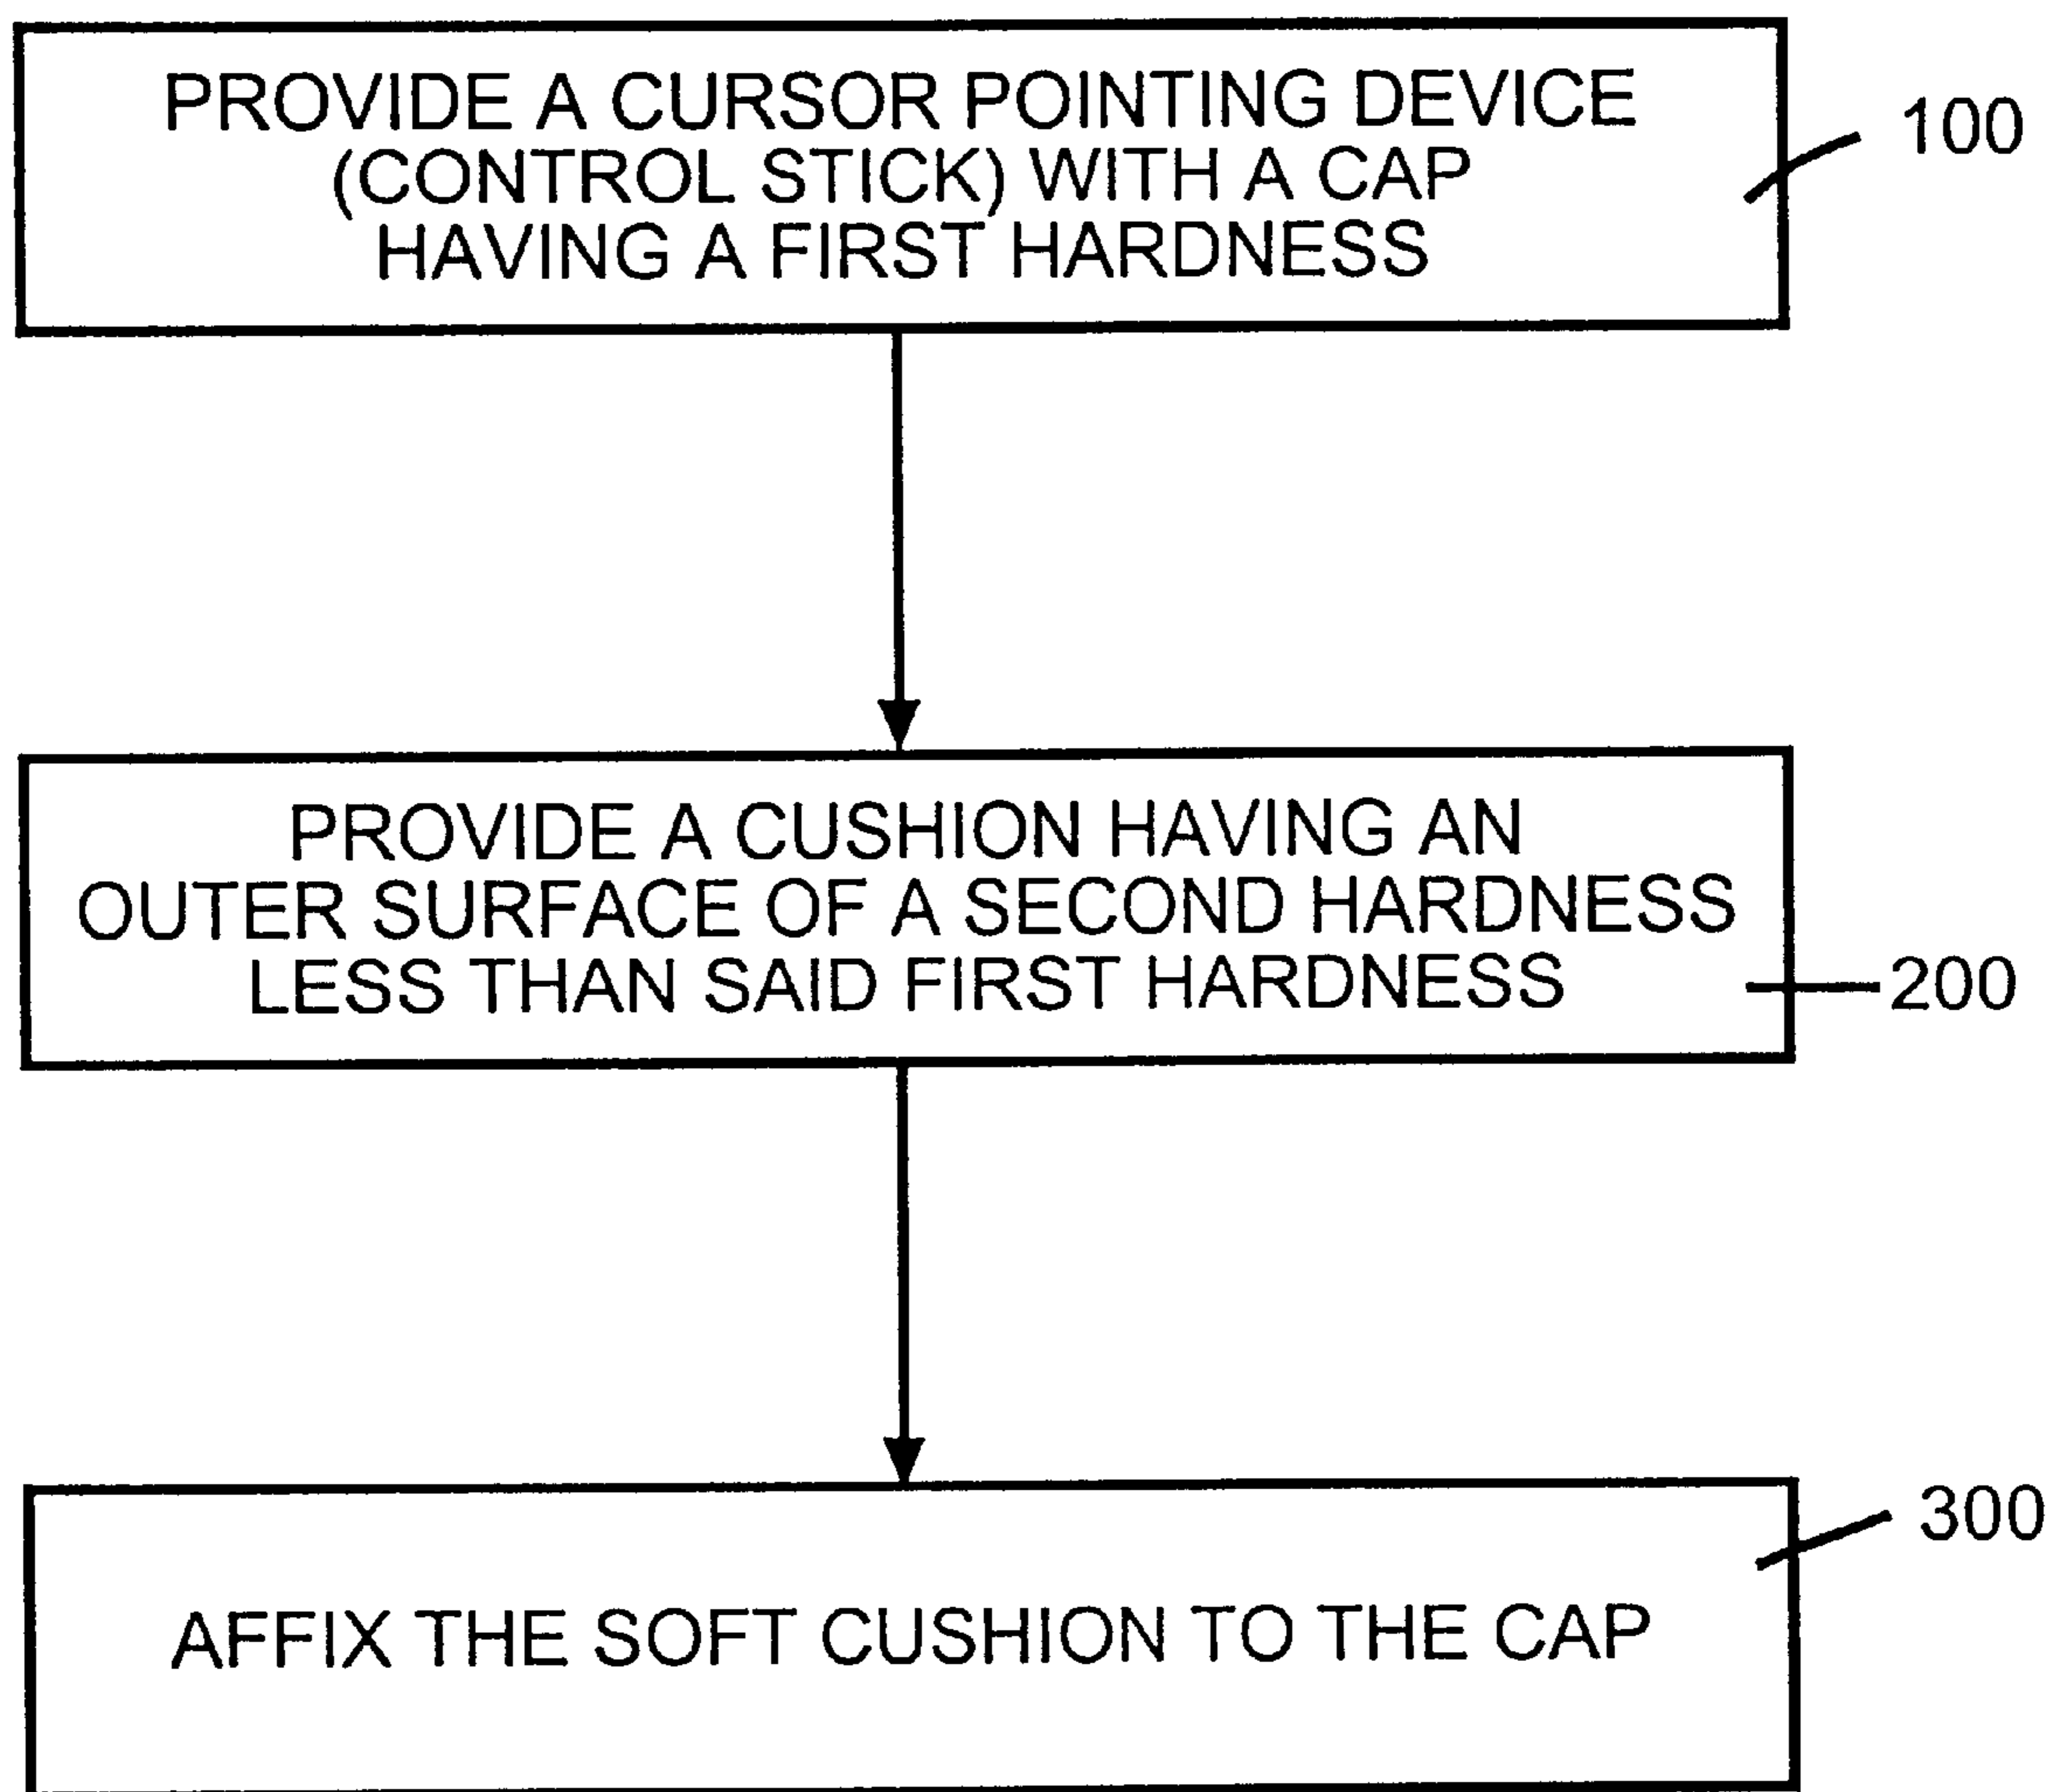 PROVIDE A CURSOR POINTING DEVICE
(CONTROL STICK) WITH A CAP
HAVING A FIRST HARDNESS
100
PROVIDE A CUSHION HAVING AN
OUTER SURFACE OF A SECOND HARDNESS
LESS THAN SAID FIRST HARDNESS
200
300
AFFIX THE SOFT CUSHION TO THE CAP